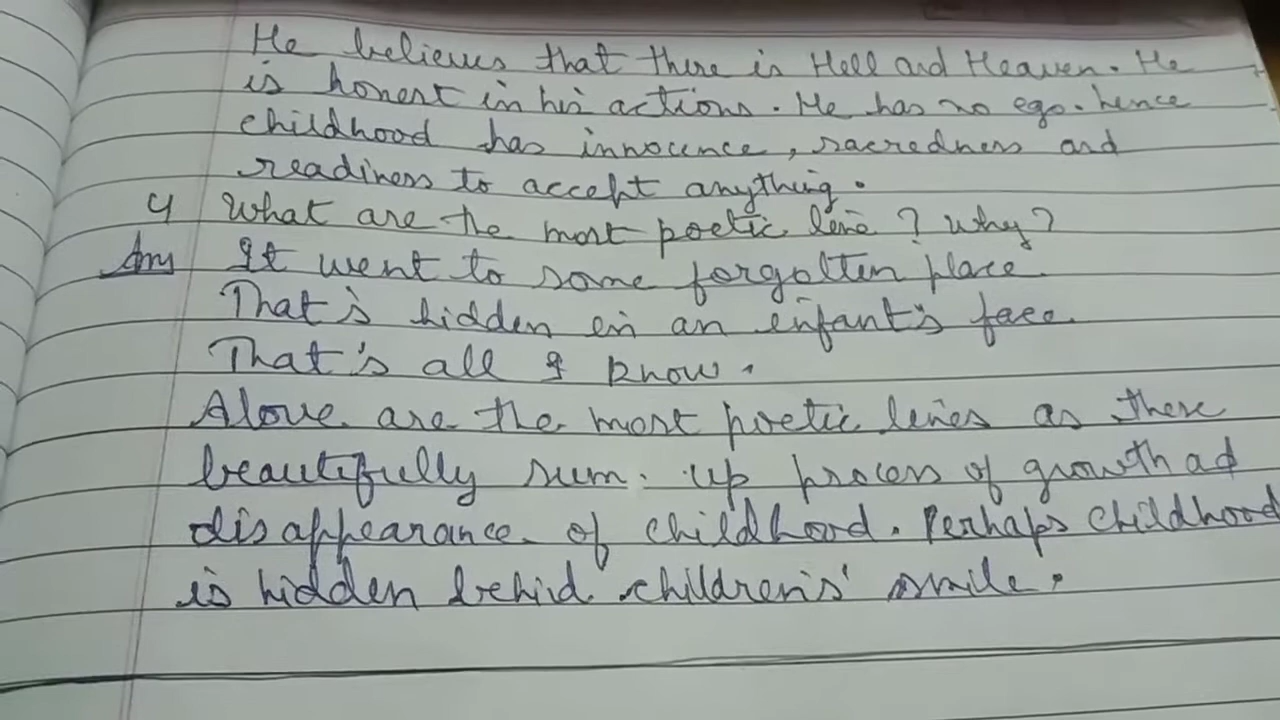 He believes that there is Hell and Heaven. He
is honest in his actions. He has no ego. hence
childhood has innocence, sacredness and
readiness to accept anything.
4 What are the most poetic line ? Why?
Ans It went to some forgotten place
That's hidden in an infant's face.
That's all I know.
Above are the most poetic lines as these
beautifully sum. up process of growth ad
disappearance of childhood. Perhaps childhood
is hidden behid children's' smile.